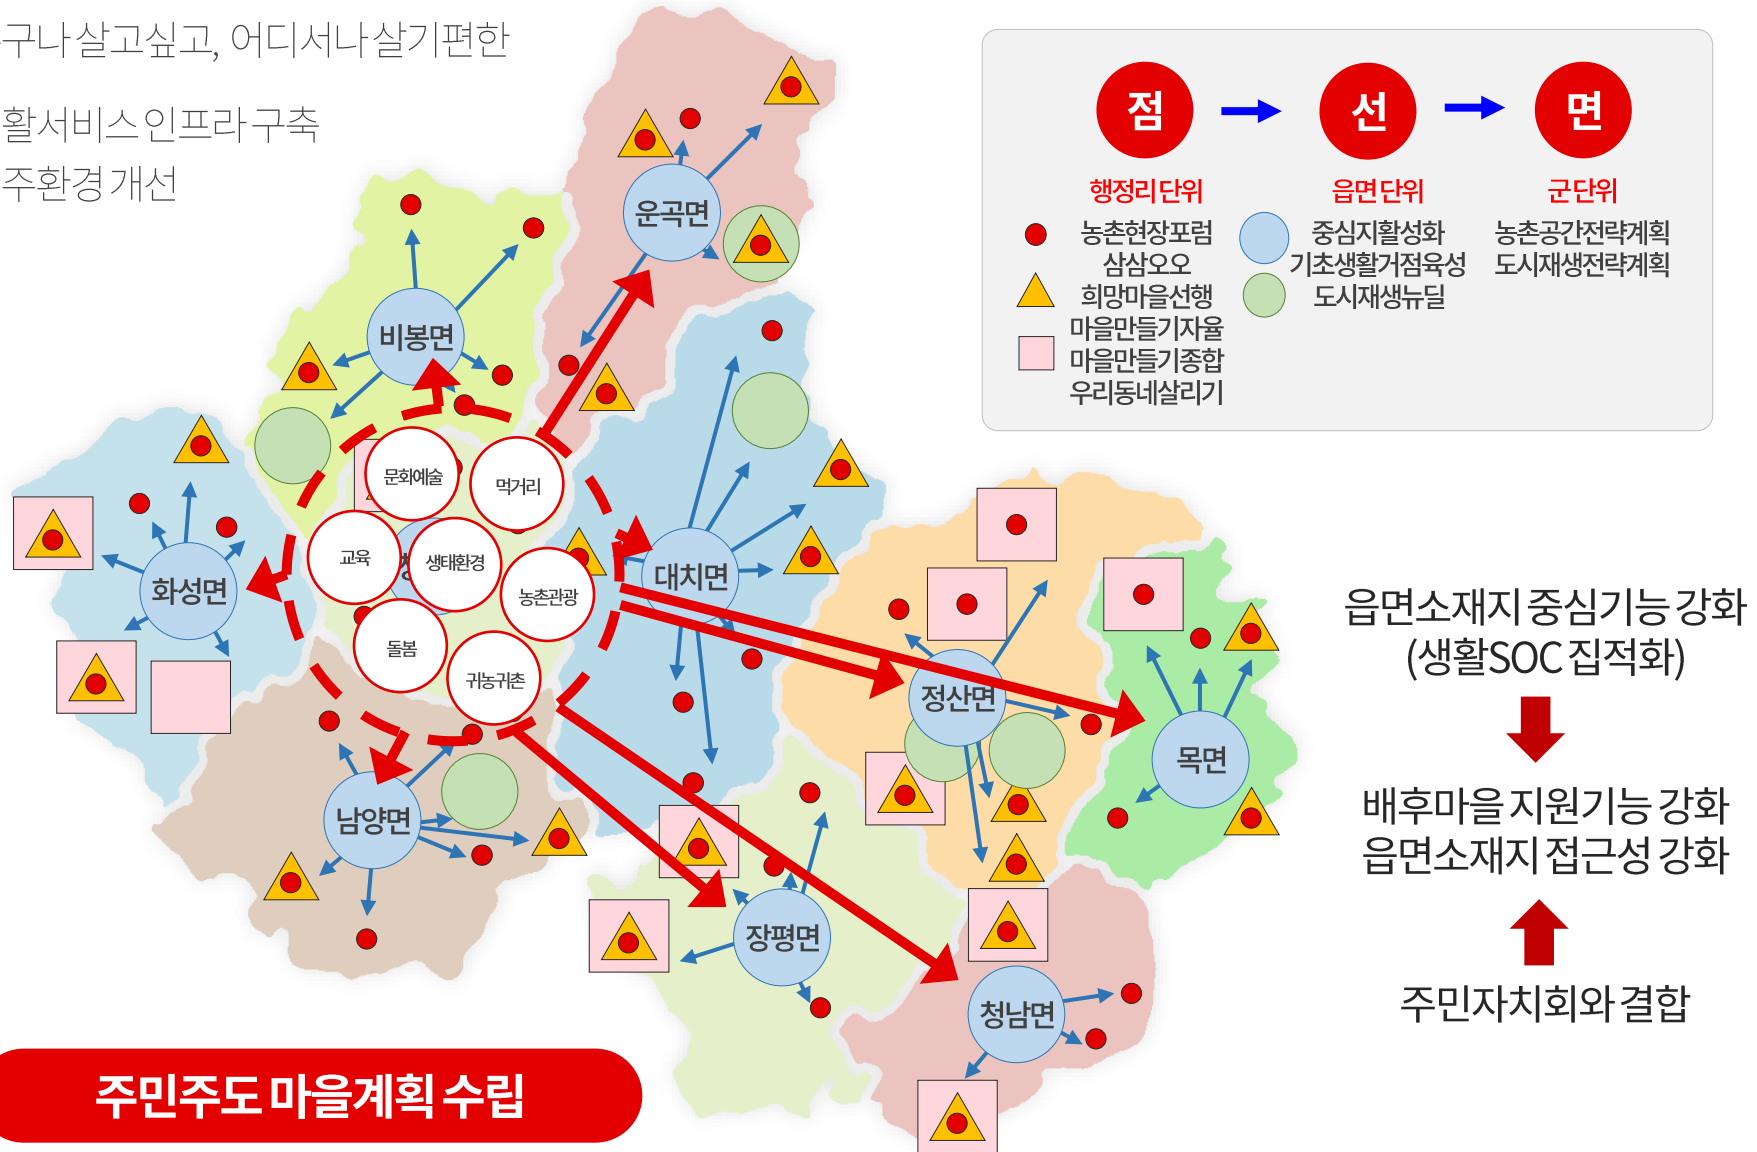 구나 살고싶고, 어디서나 살기편한
활서비스 인프라 구축
주환경 개선
점
선
면
행정리 단위
읍면 단위
군 단위
농촌현장포럼
삼삼오오
희망마을선행
마을만들기자율
마을만들기종합
우리동네살리기
중심지활성화
기초생활거점육성
도시재생뉴딜
농촌공간전략계획
도시재생전략계획
운곡면
비봉면
화성면
대치면
정산면
목면
남양면
장평면
청남면
문화예술
먹거리
교육
생태환경
농촌관광
돌봄
귀농귀촌
읍면소재지 중심기능 강화
(생활SOC 집적화)
배후마을 지원기능 강화
읍면소재지 접근성 강화
주민자치회와 결합
주민주도 마을계획 수립